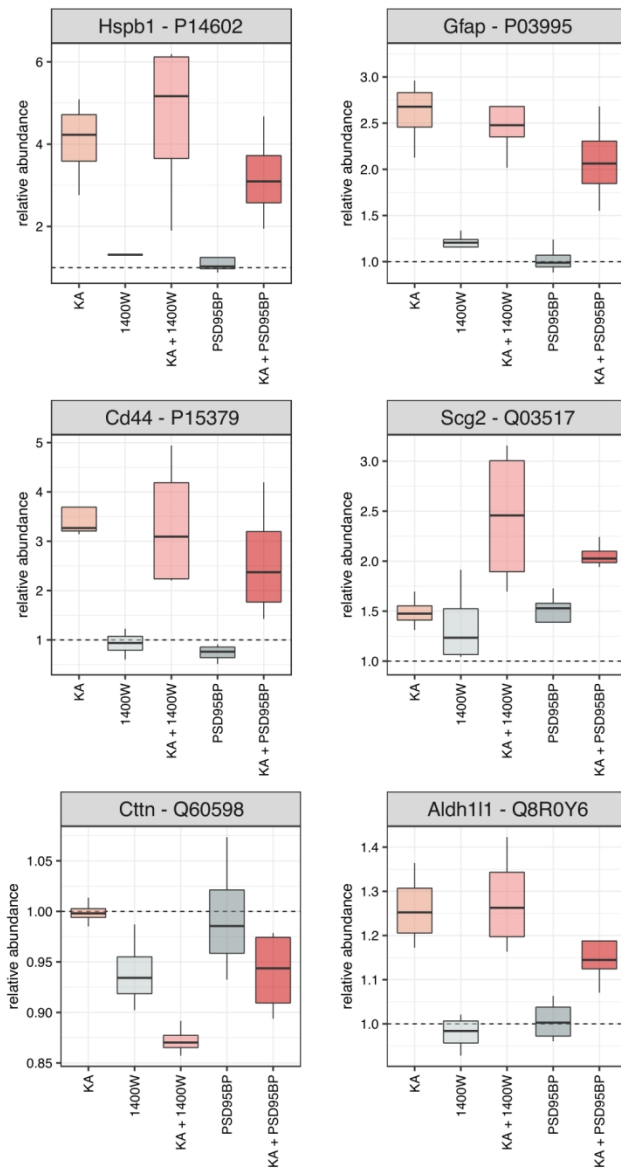 Hspb1 - P14602
relative abundance
6
4
2
KA
1400W
KA + 1400W
PSD95BP
KA + PSD95BP
Gfap - P03995
relative abundance
3.0
2.5
2.0
1.5
1.0
KA
1400W
KA + 1400W
PSD95BP
KA + PSD95BP
Cd44 - P15379
relative abundance
5
4
3
2
1
KA
1400W
KA + 1400W
PSD95BP
KA + PSD95BP
Scg2 - Q03517
relative abundance
3.0
2.5
2.0
1.5
1.0
KA
1400W
KA + 1400W
PSD95BP
KA + PSD95BP
Cttn - Q60598
relative abundance
1.05
1.00
0.95
0.90
0.85
KA
1400W
KA + 1400W
PSD95BP
KA + PSD95BP
Aldh1l1 - Q8R0Y6
relative abundance
1.4
1.3
1.2
1.1
1.0
KA
1400W
KA + 1400W
PSD95BP
KA + PSD95BP